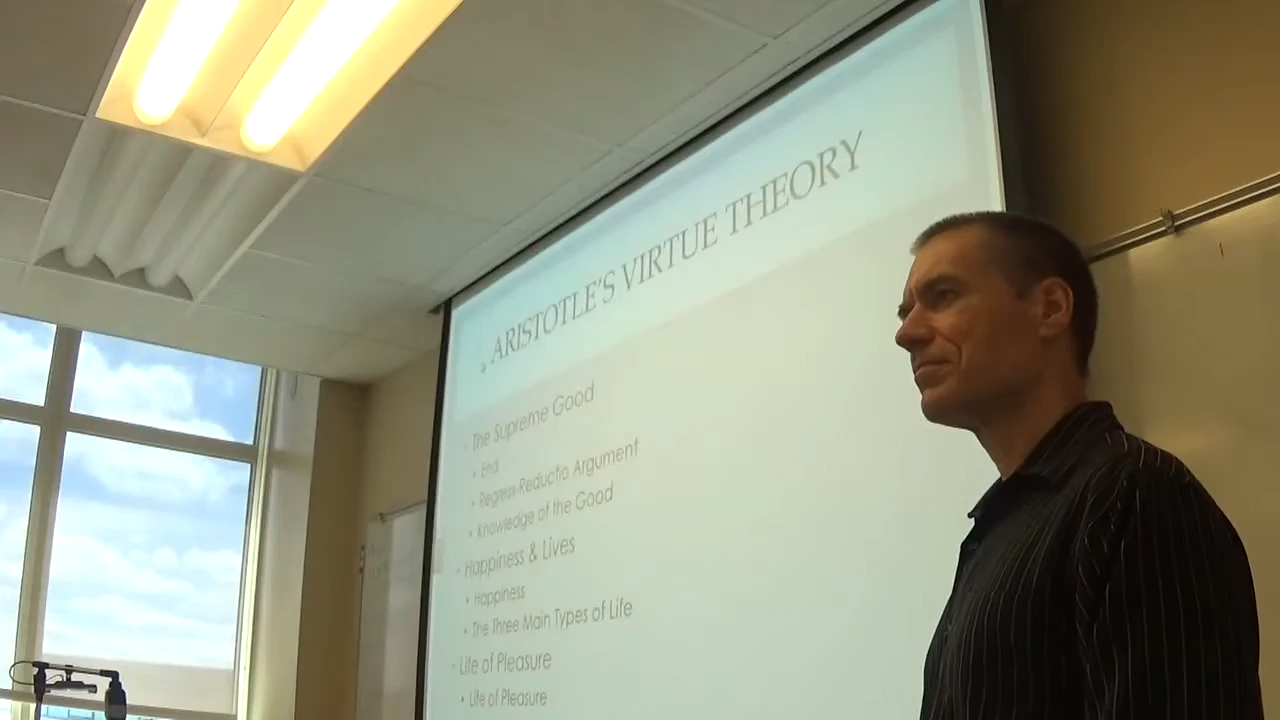 ARISTOTLE'S VIRTUE THEORY
The Supreme Good
End
Regress-Reductio Argument
Knowledge of the Good
Happiness & Lives
Happiness
The Three Main Types of Life
Life of Pleasure
Life of Pleasure